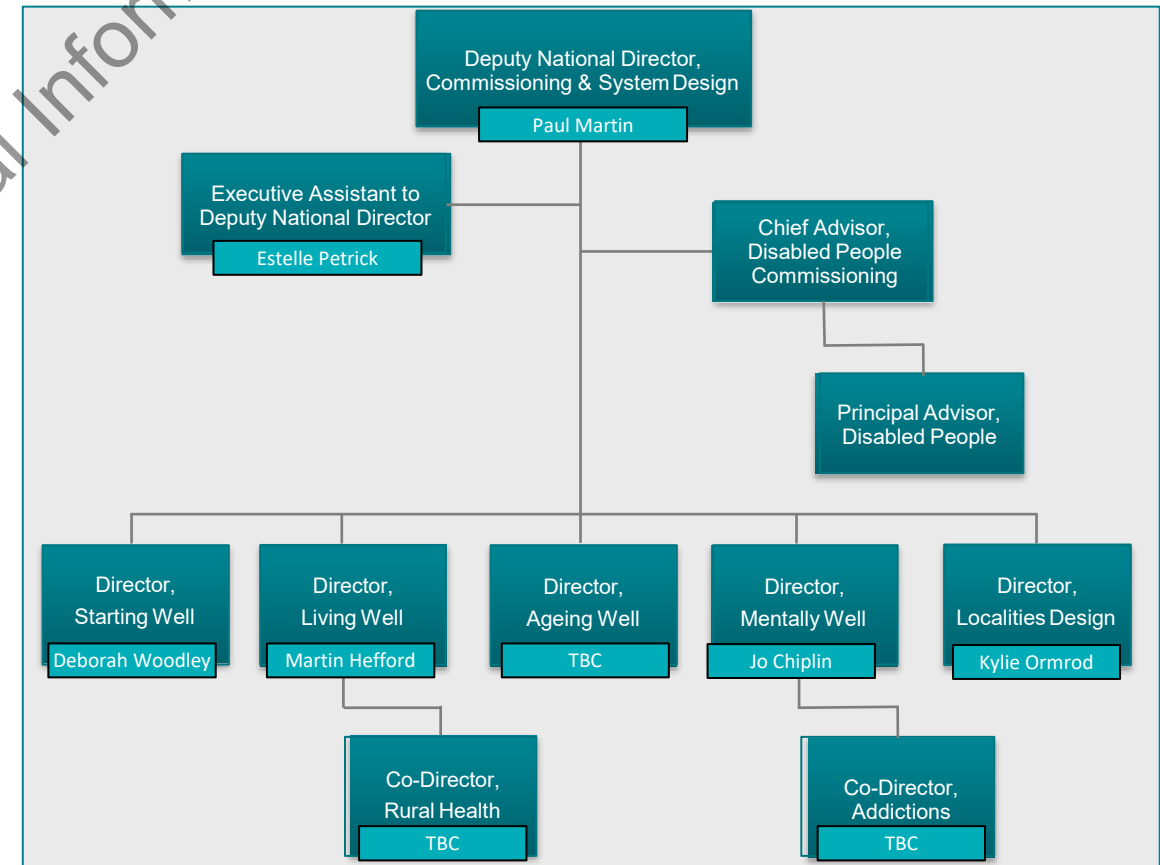 Deputy National Director,
Commissioning & System Design
Paul Martin
Executive Assistant to
Deputy National Director
Estelle Petrick
Chief Advisor,
Disabled People
Commissioning
Principal Advisor,
Disabled People
Director,
Starting Well
Deborah Woodley
Director,
Living Well
Martin Hefford
Director,
Ageing Well
TBC
Director,
Mentally Well
Jo Chiplin
Director,
Localities Design
Kylie Ormrod
Co-Director,
Rural Health
TBC
Co-Director,
Addictions
TBC